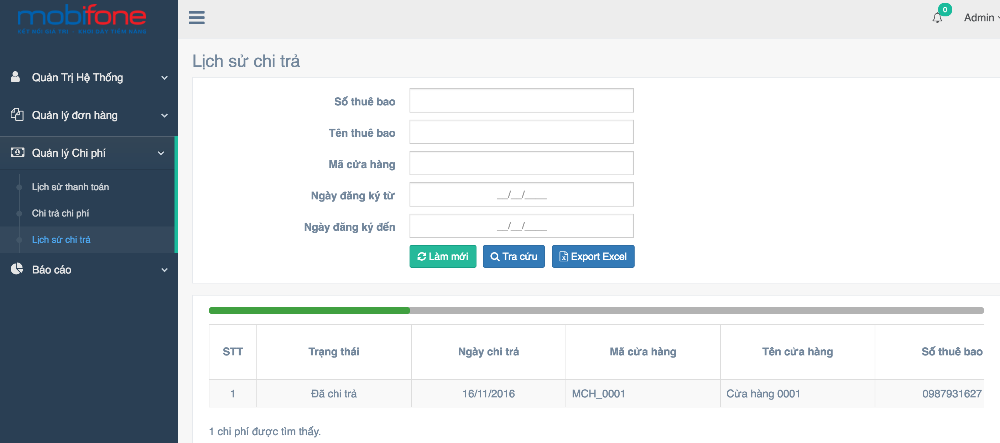 mobifone
KẾT NỐI GIÁ TRỊ - KHƠI DẬY TIỀM NĂNG
0
Admin
Quản Trị Hệ Thống
Quản lý đơn hàng
Quản lý Chi phí
Lịch sử thanh toán
Chi trả chi phí
Lịch sử chi trả
Báo cáo
Lịch sử chi trả
Số thuê bao
Tên thuê bao
Mã cửa hàng
Ngày đăng ký từ __/__/____
Ngày đăng ký đến __/__/____
Làm mới Tra cứu Export Excel
STT Trạng thái Ngày chi trả Mã cửa hàng Tên cửa hàng Số thuê bao
1 Đã chi trả 16/11/2016 MCH_0001 Cừa hàng 0001 0987931627
1 chi phí được tìm thấy.